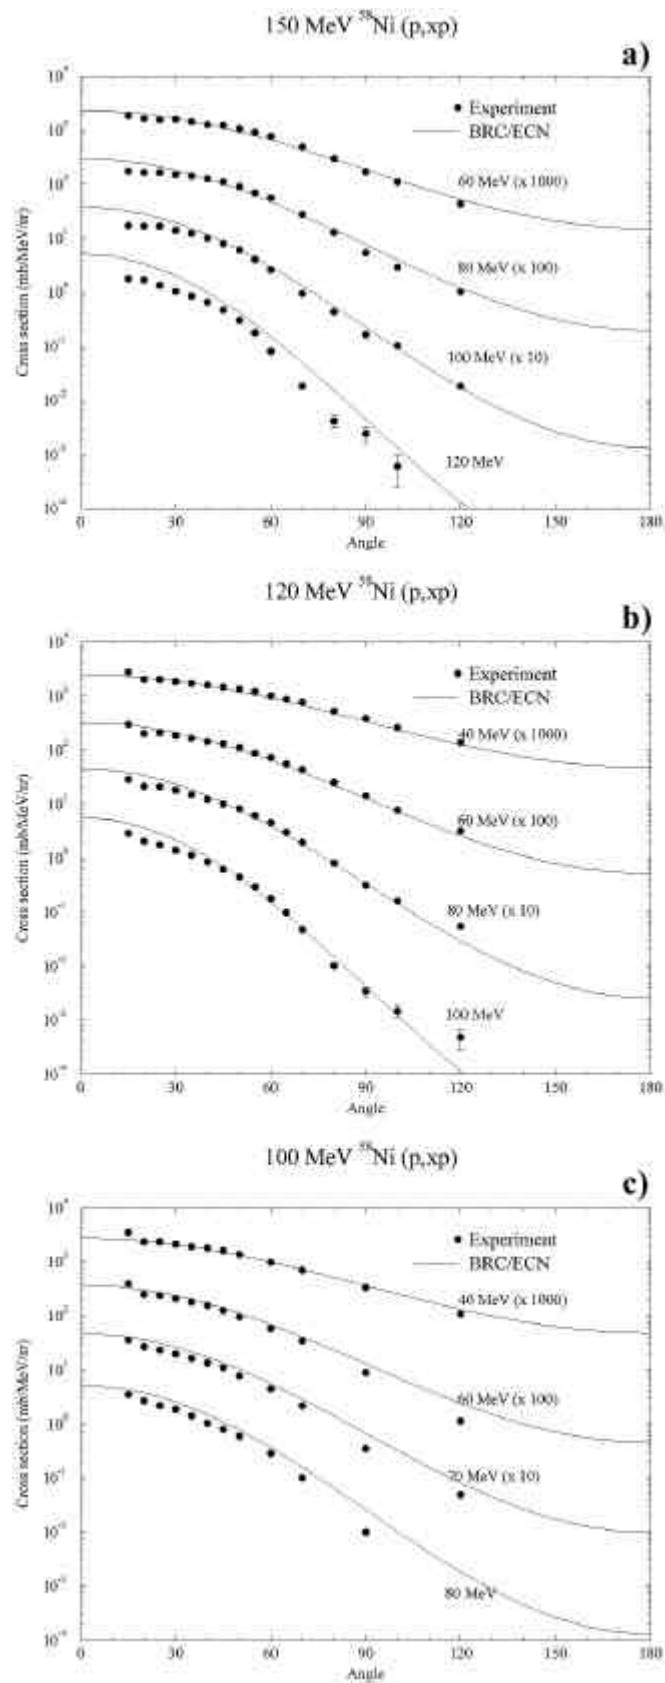 150 MeV ⁵⁸Ni (p,xp)
a)
10⁴
Experiment
BRC/ECN
60 MeV (x 1000)
80 MeV (x 100)
100 MeV (x 10)
120 MeV
Cross section (mb/MeV/sr)
0 30 60 90 120 150 180
Angle
120 MeV ⁵⁸Ni (p,xp)
b)
Experiment
BRC/ECN
40 MeV (x 1000)
60 MeV (x 100)
80 MeV (x 10)
100 MeV
Cross section (mb/MeV/sr)
0 30 60 90 120 150 180
Angle
100 MeV ⁵⁸Ni (p,xp)
c)
Experiment
BRC/ECN
40 MeV (x 1000)
60 MeV (x 100)
70 MeV (x 10)
80 MeV
Cross section (mb/MeV/sr)
0 30 60 90 120 150 180
Angle